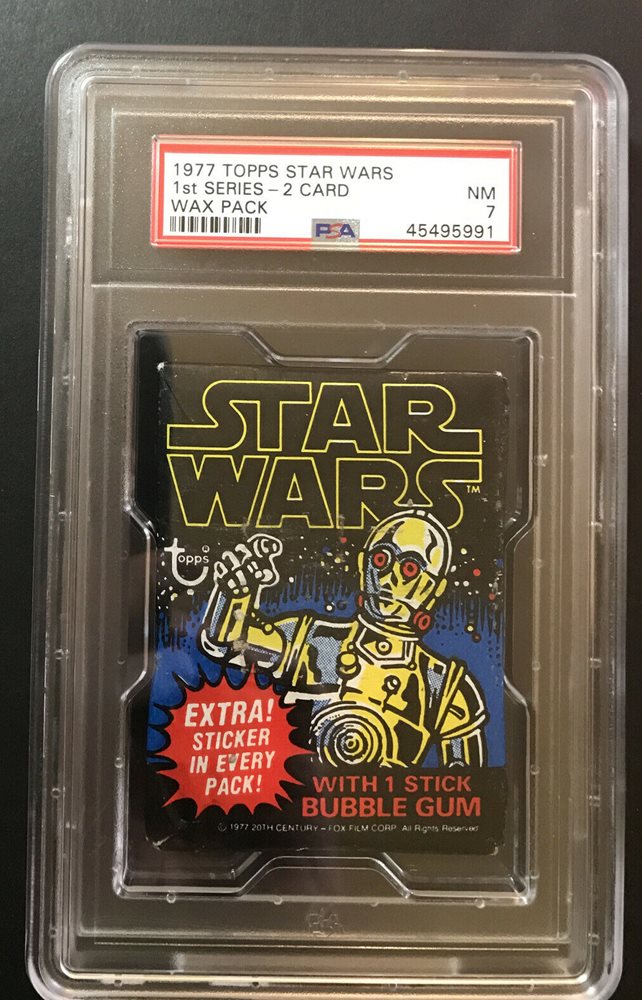 1977 TOPPS STAR WARS
1st SERIES - 2 CARD
NM
WAX PACK
7
PSA
45495991
STAR
WARS
TM
topps®
EXTRA!
STICKER
IN EVERY
PACK!
WITH 1 STICK
BUBBLE GUM
© 1977 20TH CENTURY - FOX FILM CORP. All Rights Reserved
PSA